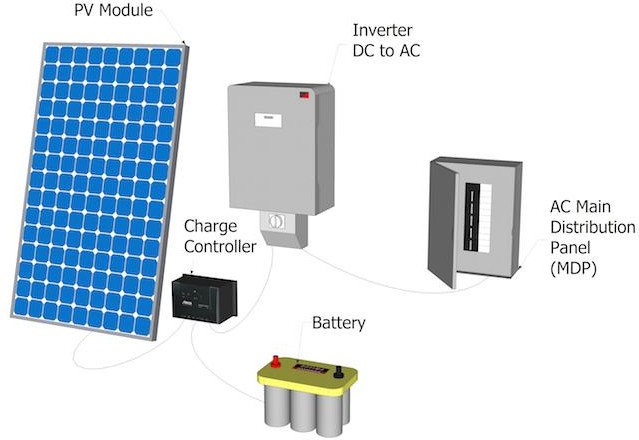 PV Module
Inverter
DC to AC
Charge
Controller
AC Main
Distribution
Panel
(MDP)
Battery